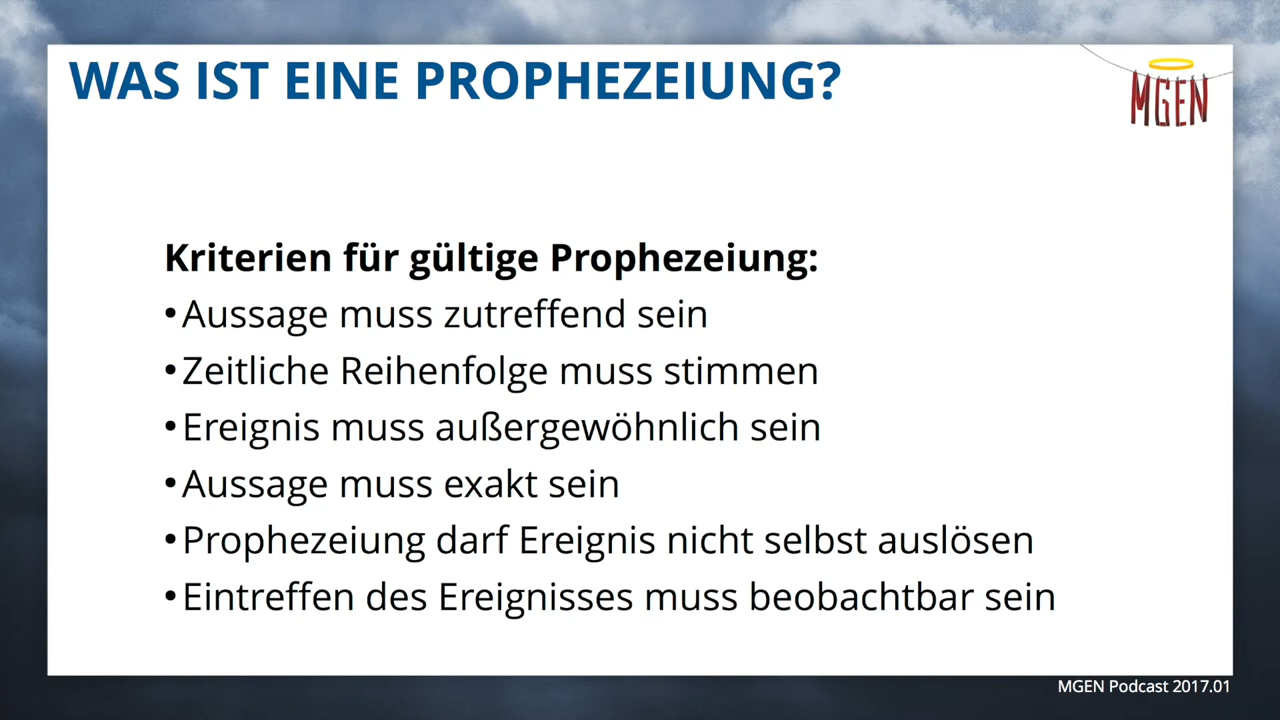 WAS IST EINE PROPHEZEIUNG?
MGEN
Kriterien für gültige Prophezeiung:
•Aussage muss zutreffend sein
•Zeitliche Reihenfolge muss stimmen
•Ereignis muss außergewöhnlich sein
•Aussage muss exakt sein
•Prophezeiung darf Ereignis nicht selbst auslösen
•Eintreffen des Ereignisses muss beobachtbar sein
MGEN Podcast 2017.01